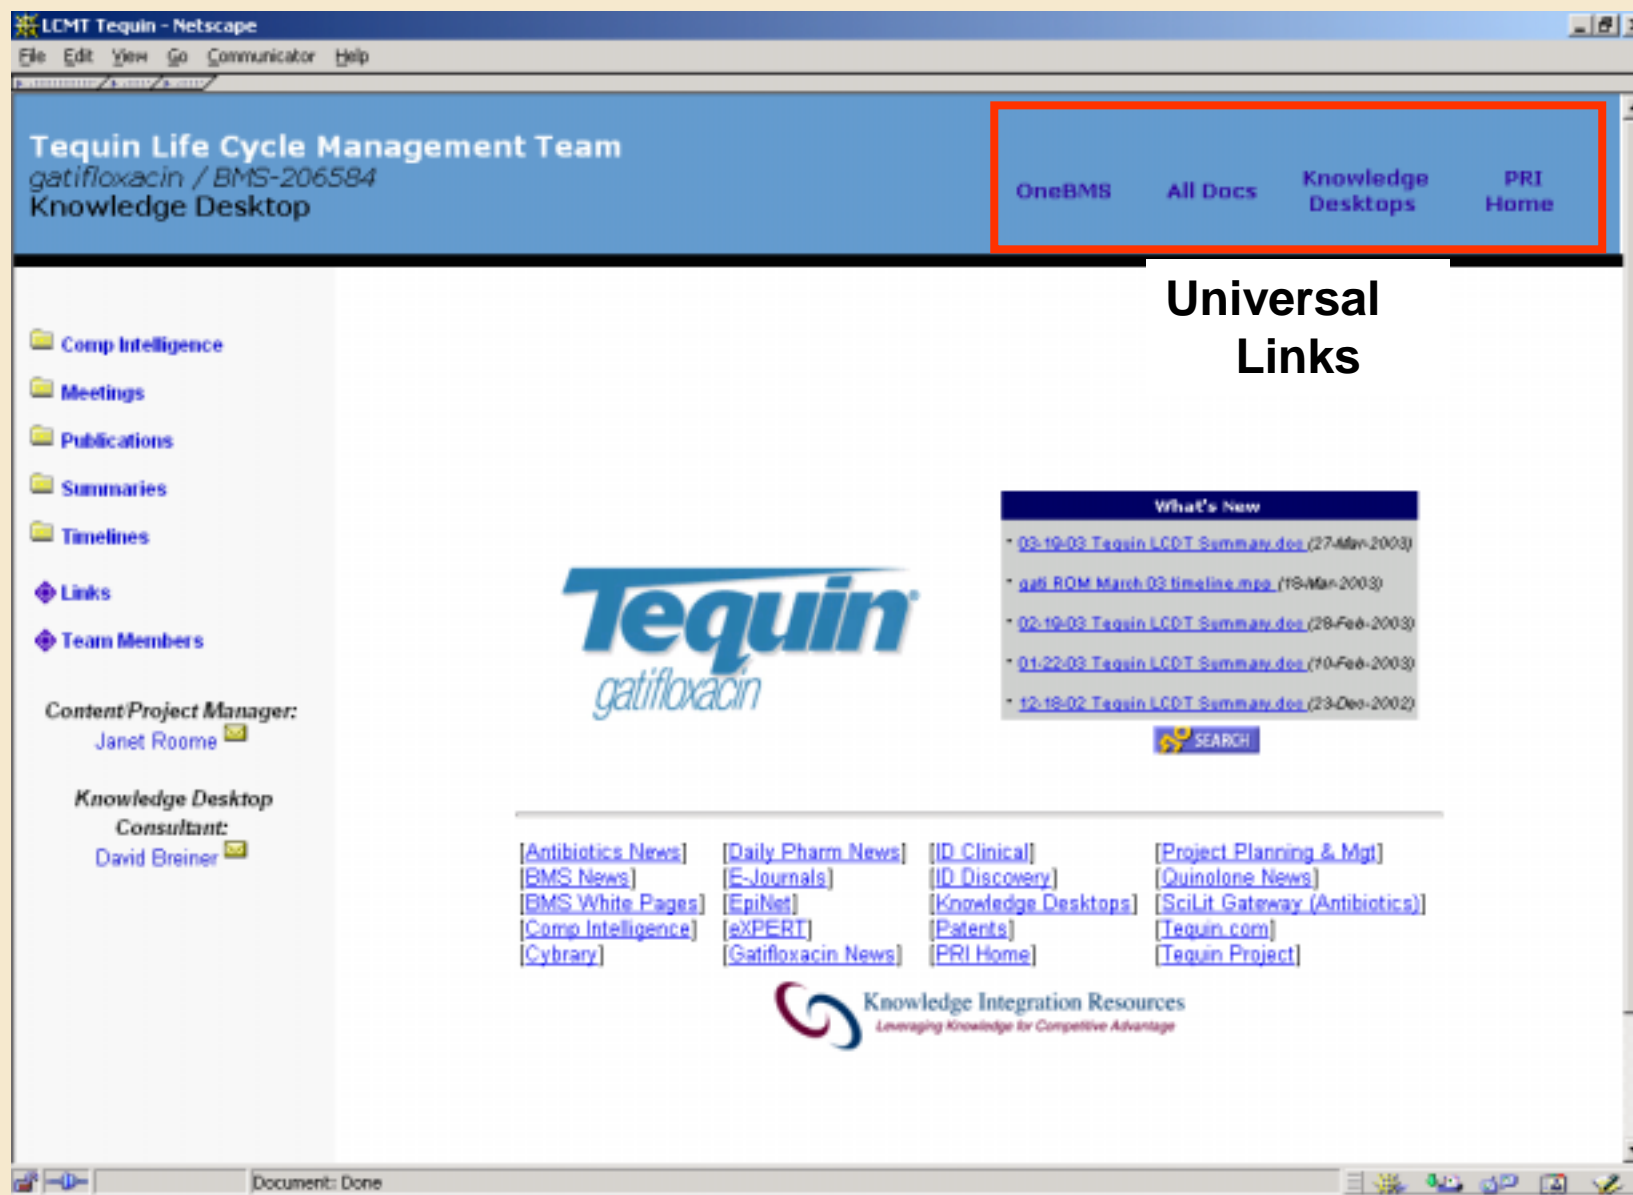 LCMT Tequin - Netscape
File Edit View Go Communicator Help
Tequin Life Cycle Management Team
gatifloxacin / BMS-206584
Knowledge Desktop
OneBMS
All Docs
Knowledge
Desktops
PRI
Home
Universal
Links
Comp Intelligence
Meetings
Publications
Summaries
Timelines
Links
Team Members
Content/Project Manager:
Janet Roome
Knowledge Desktop
Consultant:
David Breiner
Tequin
gatifloxacin
What's New
03-19-03 Tequin LCDT Summary.doc (27-Mar-2003)
gati ROM March 03 timeline.mpp (19-Mar-2003)
02-19-03 Tequin LCDT Summary.doc (28-Feb-2003)
01-22-03 Tequin LCDT Summary.doc (10-Feb-2003)
12-18-02 Tequin LCDT Summary.doc (23-Dec-2002)
SEARCH
[Antibiotics News] [Daily Pharm News] [ID Clinical] [Project Planning & Mgt]
[BMS News] [E-Journals] [ID Discovery] [Quinolone News]
[BMS White Pages] [EpiNet] [Knowledge Desktops] [SciLit Gateway (Antibiotics)]
[Comp Intelligence] [eXPERT] [Patents] [Tequin.com]
[Cybrary] [Gatifloxacin News] [PRI Home] [Tequin Project]
Knowledge Integration Resources
Leveraging Knowledge for Competitive Advantage
Document: Done